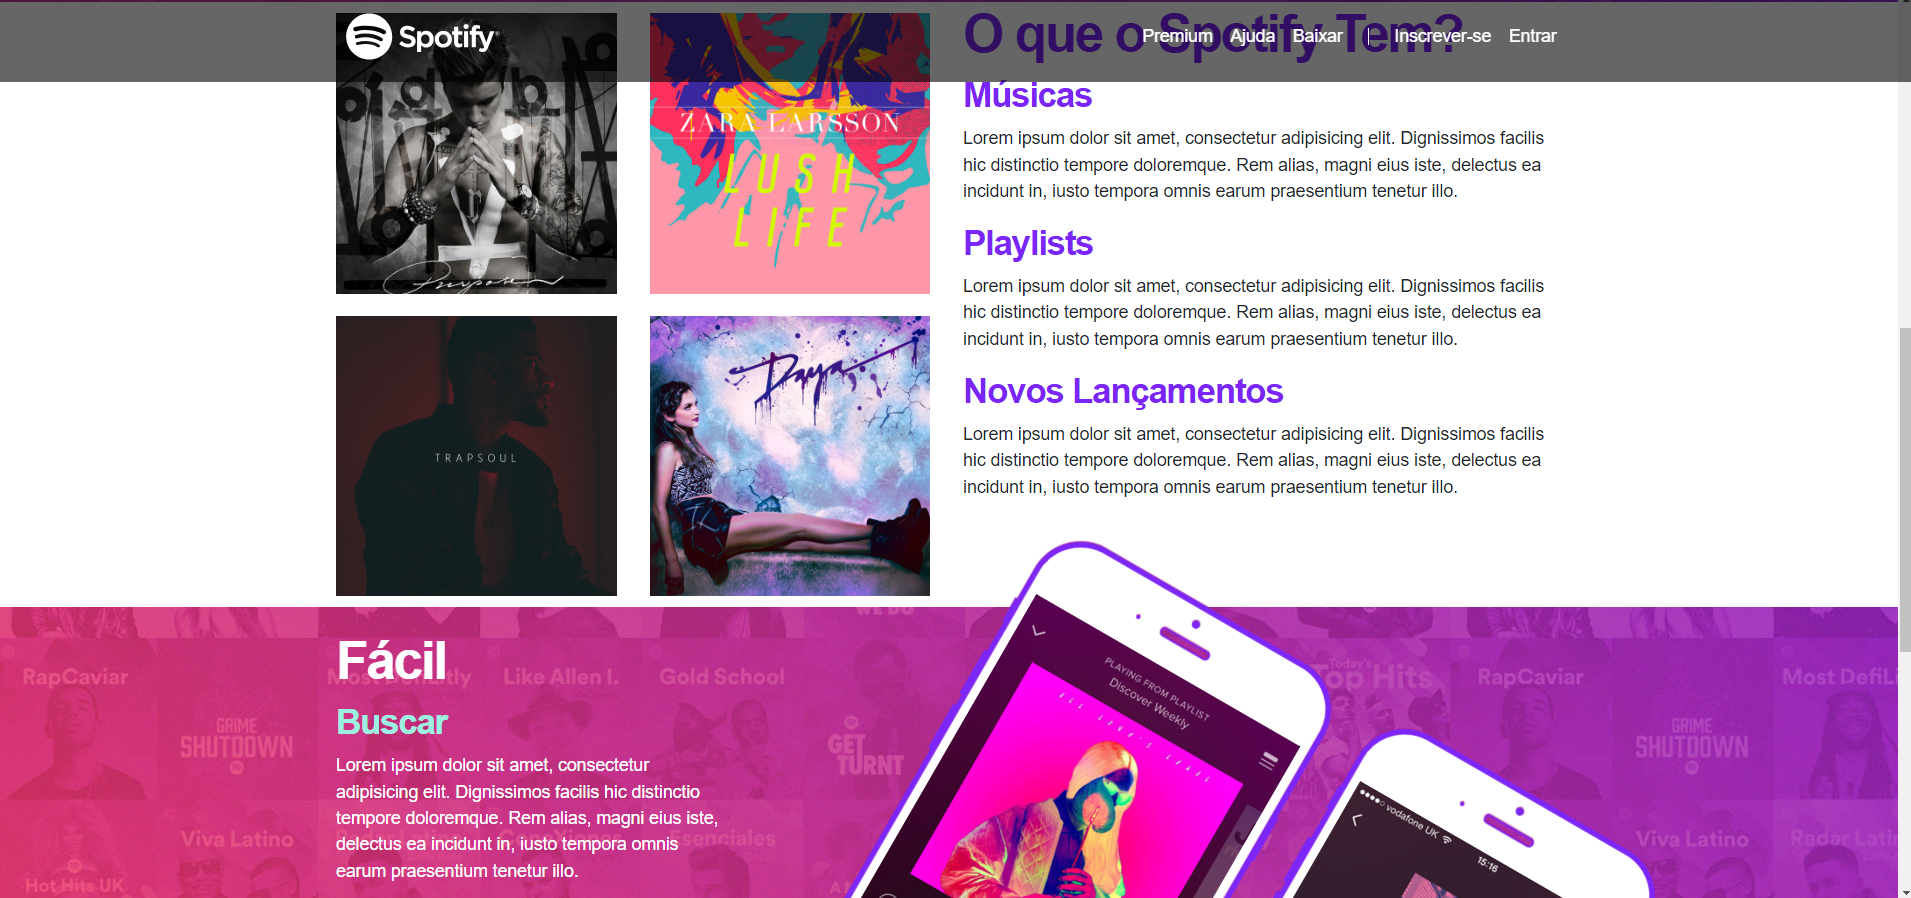 Spotify
Premium Ajuda Baixar | Inscrever-se Entrar
O que o Spotify Tem?
Músicas
Lorem ipsum dolor sit amet, consectetur adipisicing elit. Dignissimos facilis
hic distinctio tempore doloremque. Rem alias, magni eius iste, delectus ea
incidunt in, iusto tempora omnis earum praesentium tenetur illo.
Playlists
Lorem ipsum dolor sit amet, consectetur adipisicing elit. Dignissimos facilis
hic distinctio tempore doloremque. Rem alias, magni eius iste, delectus ea
incidunt in, iusto tempora omnis earum praesentium tenetur illo.
Novos Lançamentos
Lorem ipsum dolor sit amet, consectetur adipisicing elit. Dignissimos facilis
hic distinctio tempore doloremque. Rem alias, magni eius iste, delectus ea
incidunt in, iusto tempora omnis earum praesentium tenetur illo.
Purpose
ZARA LARSSON
LUSH
LIFE
TRAPSOUL
Daya
Fácil
Buscar
Lorem ipsum dolor sit amet, consectetur
adipisicing elit. Dignissimos facilis hic distinctio
tempore doloremque. Rem alias, magni eius iste,
delectus ea incidunt in, iusto tempora omnis
earum praesentium tenetur illo.
WE DO
RapCaviar
Like Allen I.
Gold School
GRIME
SHUTDOWN
GET
TURNT
Viva Latino
Esenciales
Hot Hits UK
PLAYING FROM PLAYLIST
Discover Weekly
vodafone UK
15:16
Today's
Top Hits
RapCaviar
Most DefiLi
GRIME
SHUTDOWN
Viva Latino
Radar Latin